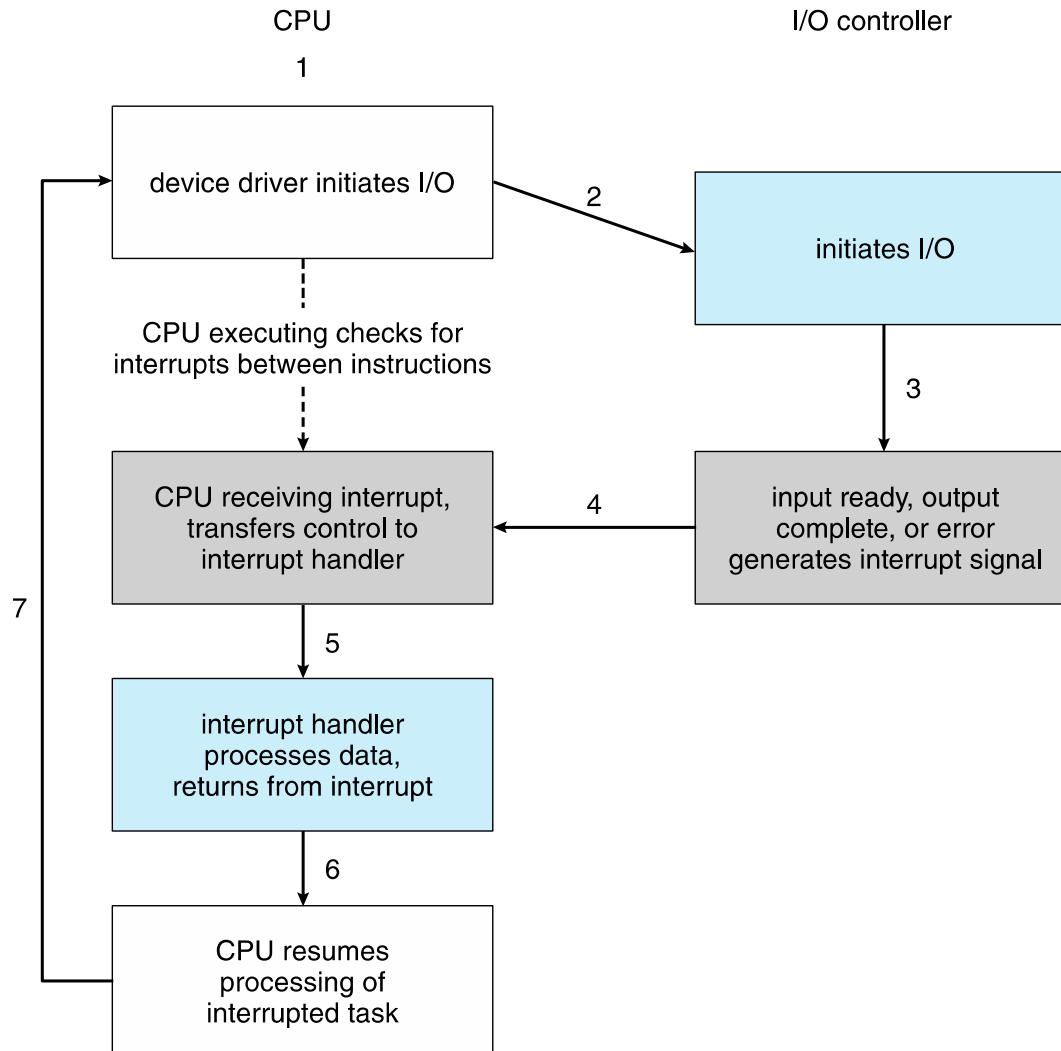 CPU
I/O controller
1
device driver initiates I/O
2
initiates I/O
CPU executing checks for
interrupts between instructions
3
CPU receiving interrupt,
transfers control to
interrupt handler
4
input ready, output
complete, or error
generates interrupt signal
7
5
interrupt handler
processes data,
returns from interrupt
6
CPU resumes
processing of
interrupted task